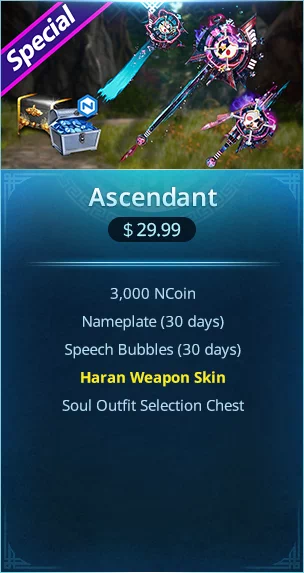 Special
N
Ascendant
$ 29.99
3,000 NCoin
Nameplate (30 days)
Speech Bubbles (30 days)
Haran Weapon Skin
Soul Outfit Selection Chest